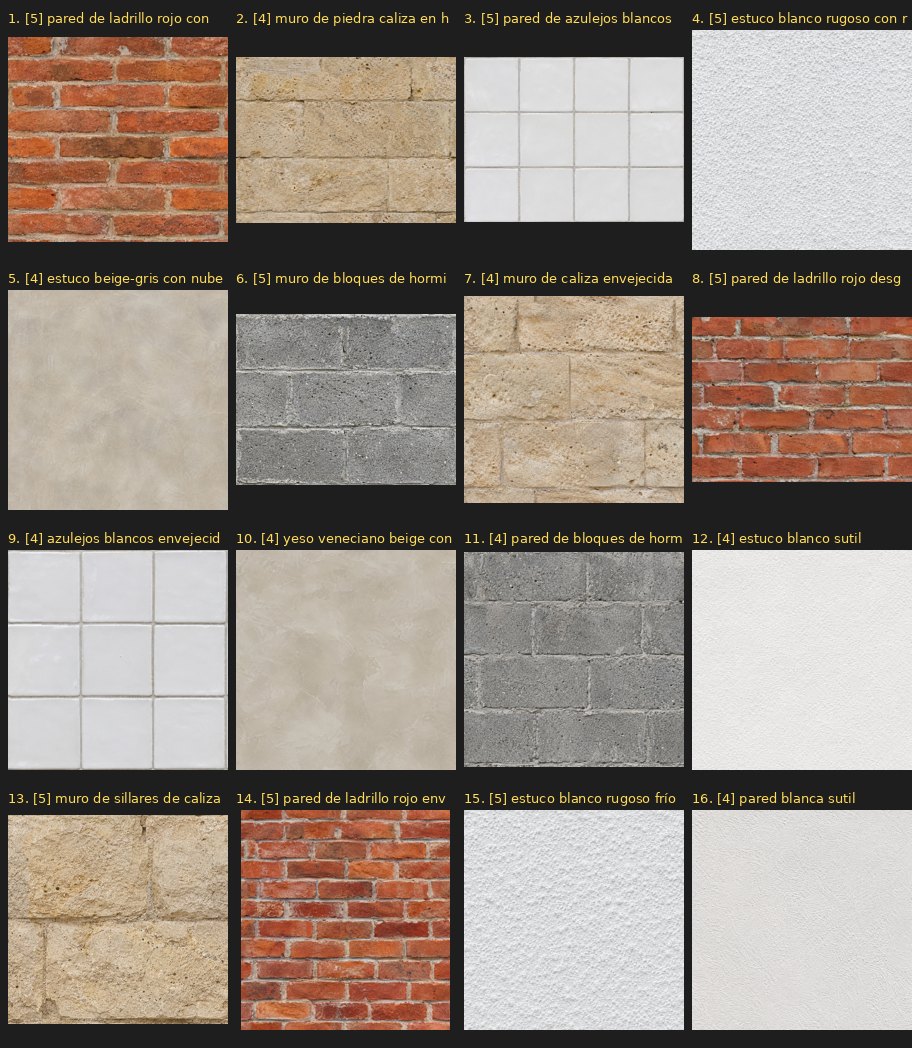 1. [5] pared de ladrillo rojo con
2. [4] muro de piedra caliza en h
3. [5] pared de azulejos blancos
4. [5] estuco blanco rugoso con r
5. [4] estuco beige-gris con nube
6. [5] muro de bloques de hormi
7. [4] muro de caliza envejecida
8. [5] pared de ladrillo rojo desg
9. [4] azulejos blancos envejecid
10. [4] yeso veneciano beige con
11. [4] pared de bloques de horm
12. [4] estuco blanco sutil
13. [5] muro de sillares de caliza
14. [5] pared de ladrillo rojo env
15. [5] estuco blanco rugoso frío
16. [4] pared blanca sutil